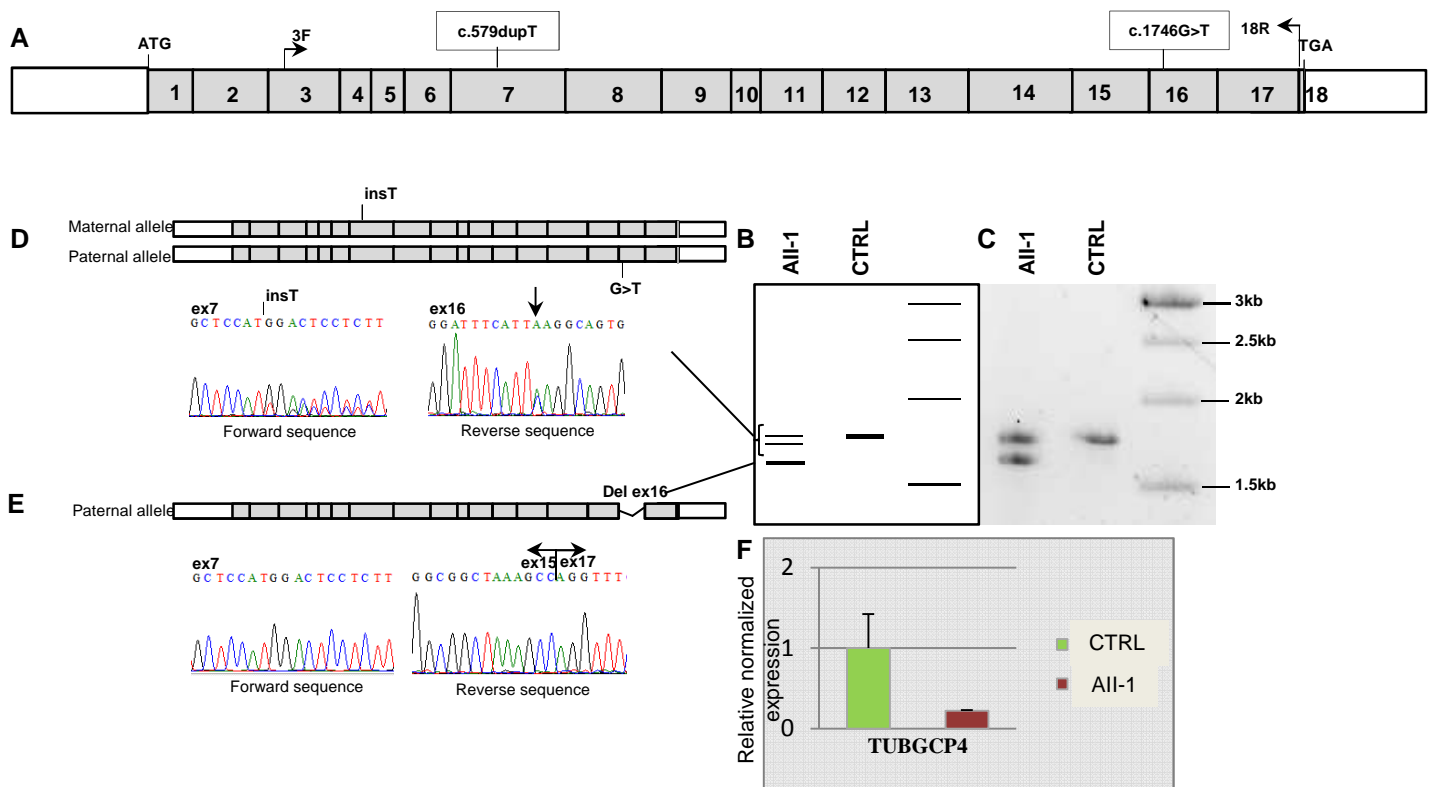 A
ATG
3F
c.579dupT
c.1746G>T
18R
TGA
1 2 3 4 5 6 7 8 9 10 11 12 13 14 15 16 17 18
D
insT
Maternal allele
Paternal allele
G>T
ex7
insT
GCTCCATGGACTCCTCTT
Forward sequence
ex16
GGATTTCATTAAGGCAGTG
Reverse sequence
B
AII-1
CTRL
C
AII-1
CTRL
3kb
2.5kb
2kb
1.5kb
E
Paternal allele
Del ex16
ex7
GCTCCATGGACTCCTCTT
Forward sequence
ex15 ex17
GGCGGCTAAAGCCAGGTTT
Reverse sequence
F
Relative normalized
expression
2
1
0
TUBGCP4
CTRL
AII-1